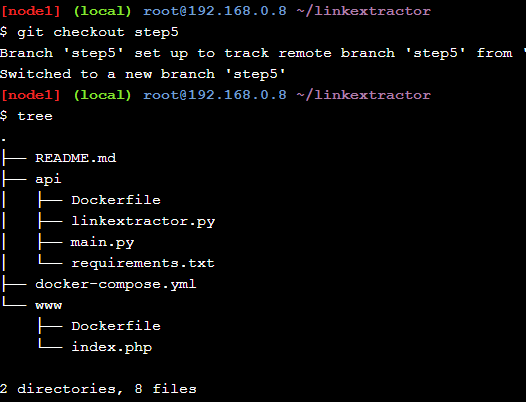 [node1] (local) root@192.168.0.8 ~/linkextractor
$ git checkout step5
Branch 'step5' set up to track remote branch 'step5' from '
Switched to a new branch 'step5'
[node1] (local) root@192.168.0.8 ~/linkextractor
$ tree
.
├── README.md
├── api
│   ├── Dockerfile
│   ├── linkextractor.py
│   ├── main.py
│   └── requirements.txt
├── docker-compose.yml
└── www
    ├── Dockerfile
    └── index.php
2 directories, 8 files